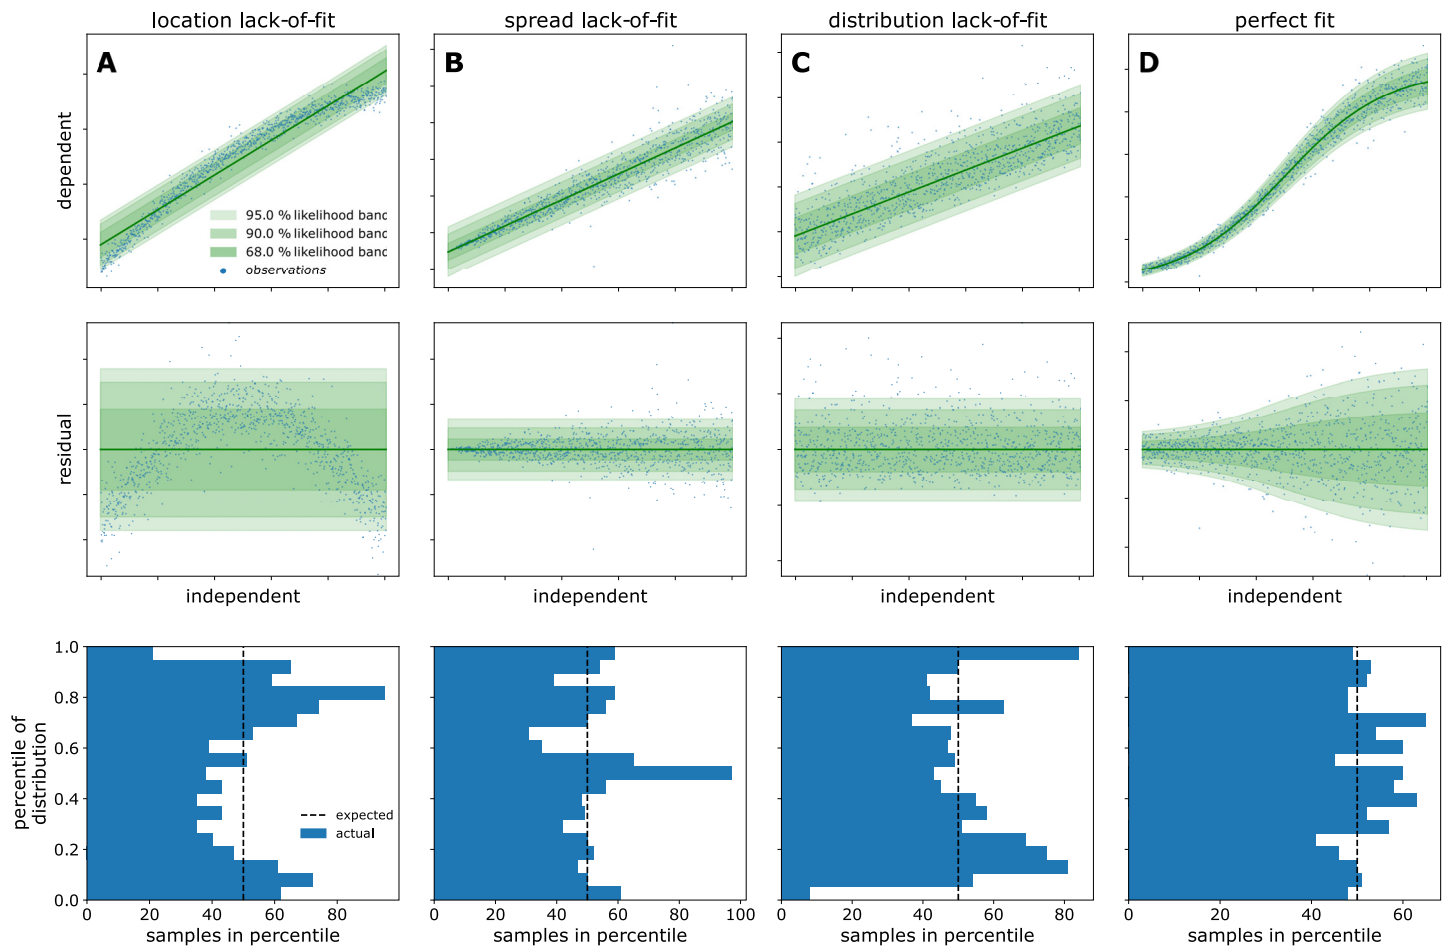 location lack-of-fit
spread lack-of-fit
distribution lack-of-fit
perfect fit
A
B
C
D
dependent
95.0 % likelihood band
90.0 % likelihood band
68.0 % likelihood band
observations
residual
independent
independent
independent
independent
percentile of
distribution
1.0
0.8
0.6
0.4
0.2
0.0
expected
actual
0 20 40 60 80
0 20 40 60 80 100
0 20 40 60 80
0 20 40 60
samples in percentile
samples in percentile
samples in percentile
samples in percentile